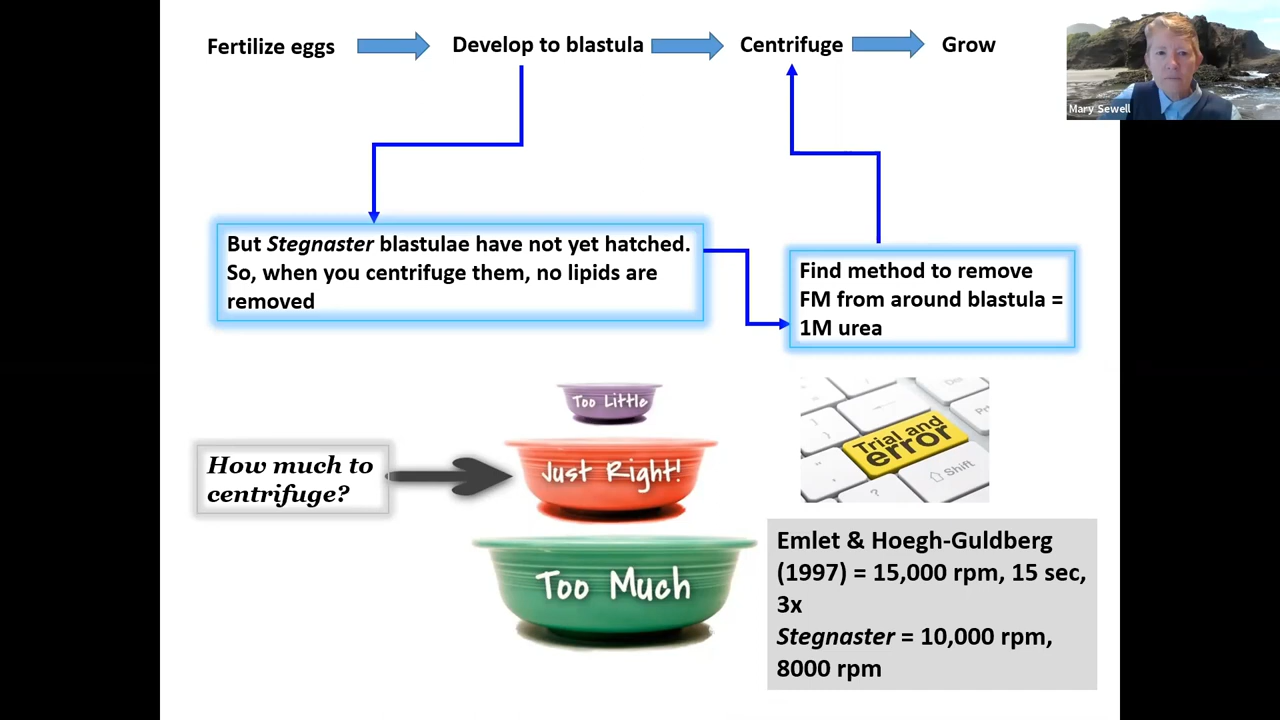 Fertilize eggs
Develop to blastula
Centrifuge
Grow
Mary Sewell
But Stegnaster blastulae have not yet hatched.
So, when you centrifuge them, no lipids are
removed
Find method to remove
FM from around blastula =
1M urea
Too Little
How much to
centrifuge?
Just Right!
Trial and
error
Shift
Too Much
Emlet & Hoegh-Guldberg
(1997) = 15,000 rpm, 15 sec,
3x
Stegnaster = 10,000 rpm,
8000 rpm